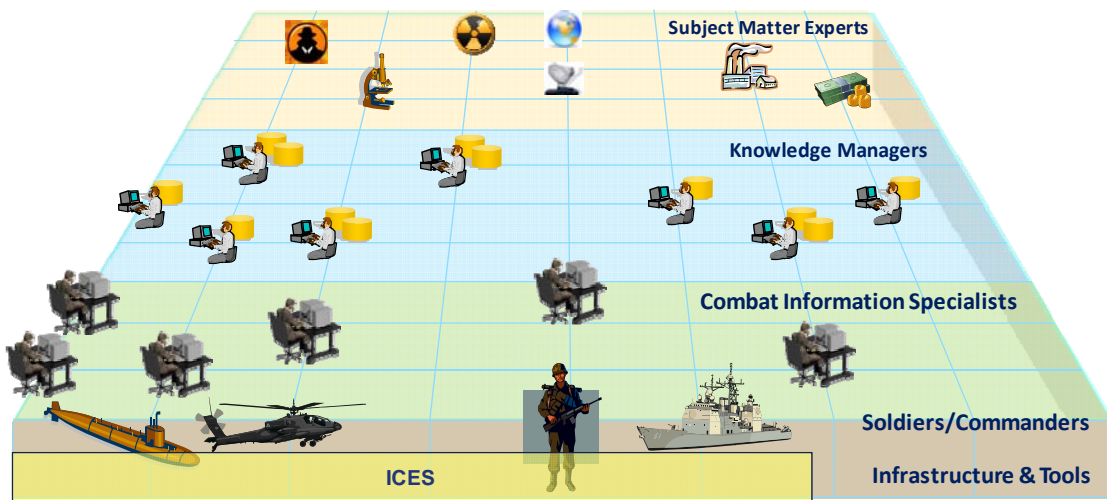 Subject Matter Experts
Knowledge Managers
Combat Information Specialists
Soldiers/Commanders
ICES
Infrastructure & Tools